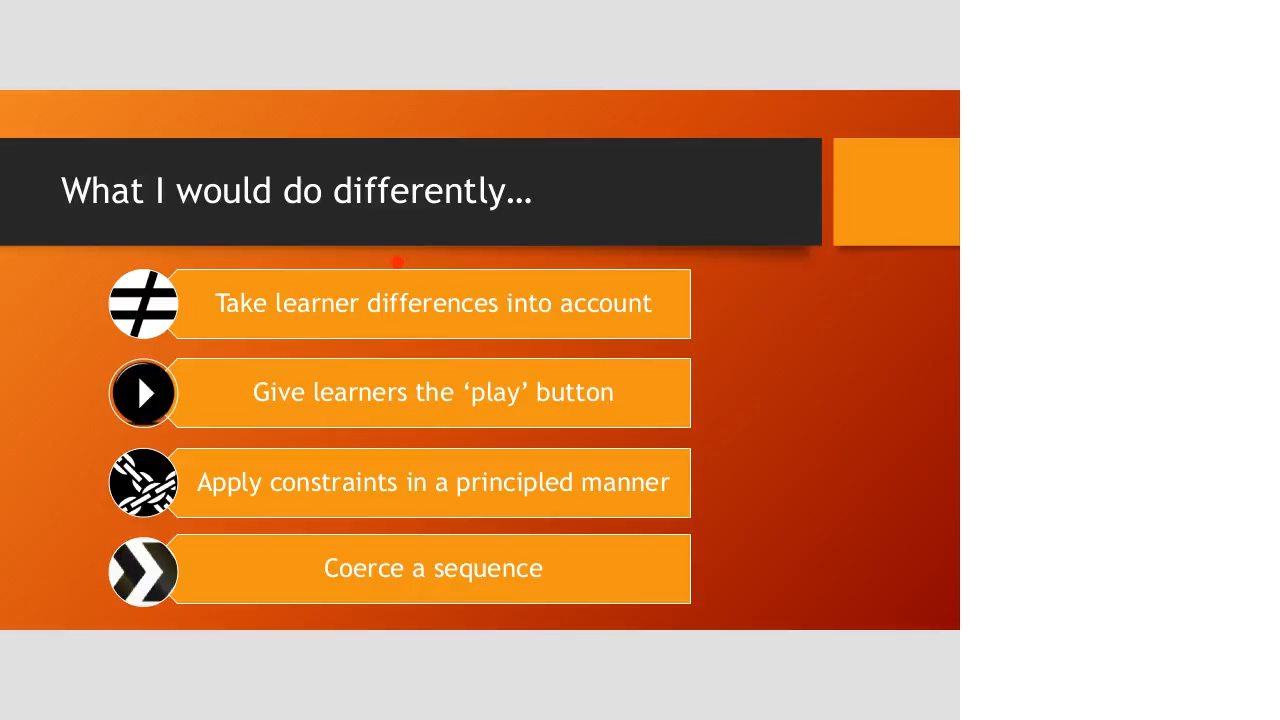 What I would do differently…
Take learner differences into account
Give learners the ‘play’ button
Apply constraints in a principled manner
Coerce a sequence